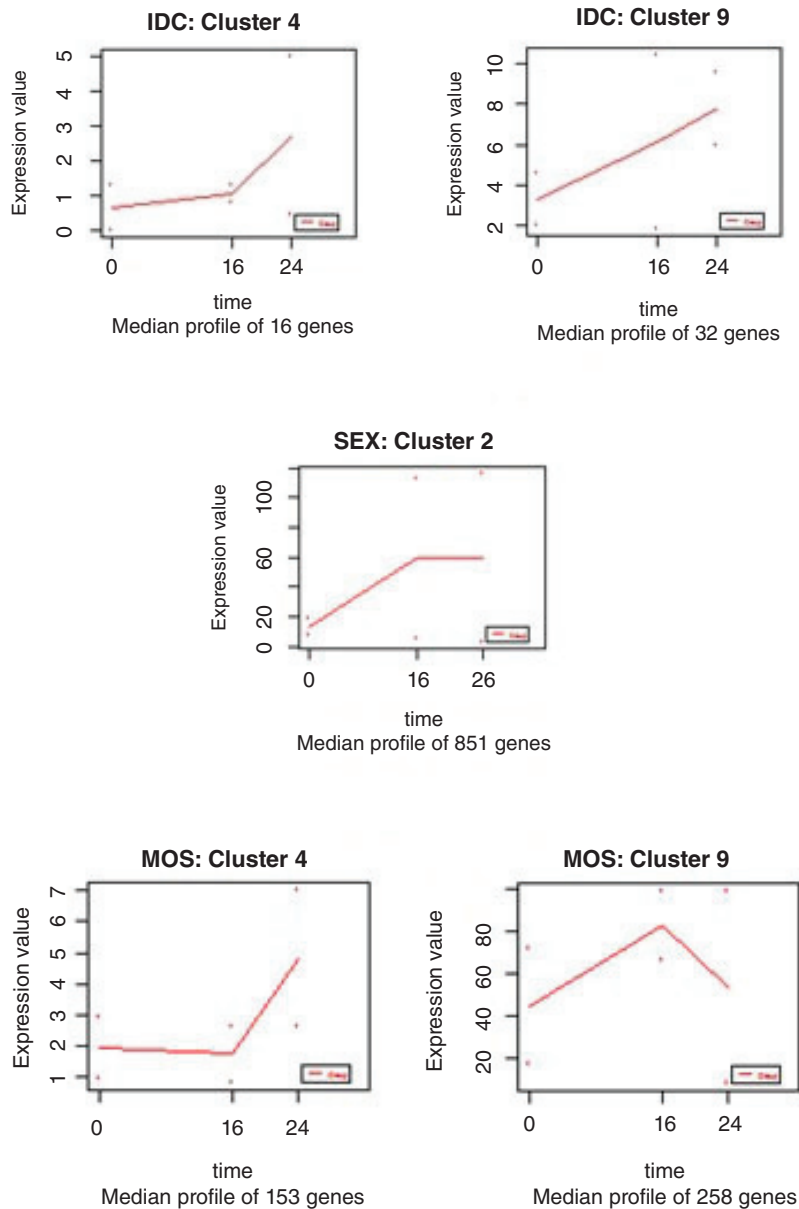 IDC: Cluster 4
Expression value
5
4
3
2
1
0
0 16 24
time
Median profile of 16 genes
IDC: Cluster 9
Expression value
10
8
6
4
2
0 16 24
time
Median profile of 32 genes
SEX: Cluster 2
Expression value
100
60
20
0
0 16 26
time
Median profile of 851 genes
MOS: Cluster 4
Expression value
7
6
5
4
3
2
1
0 16 24
time
Median profile of 153 genes
MOS: Cluster 9
Expression value
80
60
40
20
0 16 24
time
Median profile of 258 genes